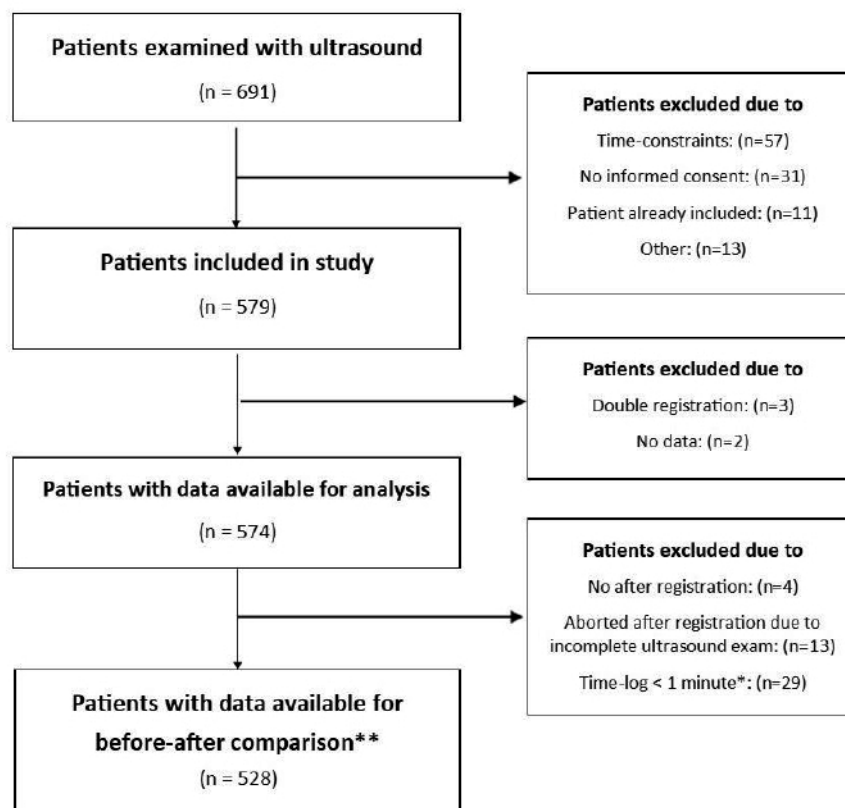 Patients examined with ultrasound
(n = 691)
Patients excluded due to
Time-constraints: (n=57)
No informed consent: (n=31)
Patient already included: (n=11)
Other: (n=13)
Patients included in study
(n = 579)
Patients excluded due to
Double registration: (n=3)
No data: (n=2)
Patients with data available for analysis
(n = 574)
Patients excluded due to
No after registration: (n=4)
Aborted after registration due to
incomplete ultrasound exam: (n=13)
Time-log < 1 minute*: (n=29)
Patients with data available for
before-after comparison**
(n = 528)